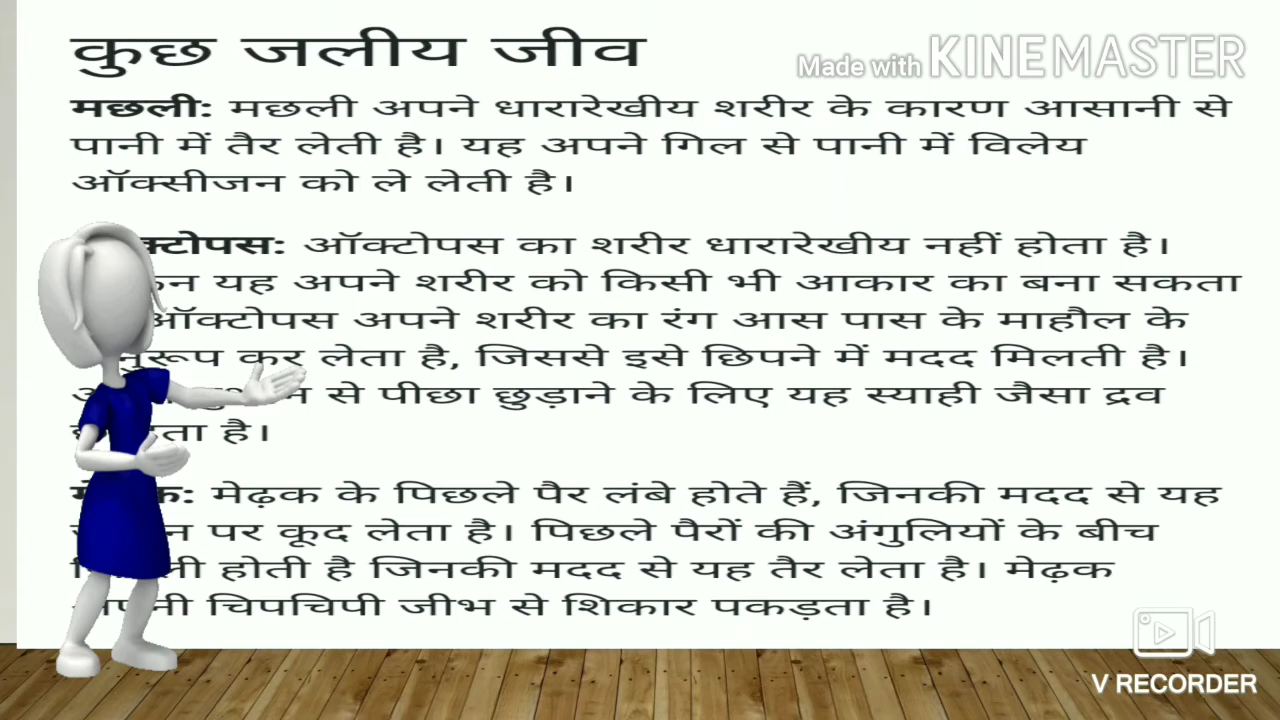 कुछ जलीय जीव
Made with KINEMASTER
मछली: मछली अपने धारारेखीय शरीर के कारण आसानी से
पानी में तैर लेती है। यह अपने गिल से पानी में विलेय
ऑक्सीजन को ले लेती है।
ऑक्टोपस का शरीर धारारेखीय नहीं होता है।
यह अपने शरीर को किसी भी आकार का बना सकता
ऑक्टोपस अपने शरीर का रंग आस पास के माहौल के
कर लेता है, जिससे इसे छिपने में मदद मिलती है।
से पीछा छुड़ाने के लिए यह स्याही जैसा द्रव
है।
मेढ़क के पिछले पैर लंबे होते हैं, जिनकी मदद से यह
पर कूद लेता है। पिछले पैरों की अंगुलियों के बीच
होती है जिनकी मदद से यह तैर लेता है। मेढ़क
चिपचिपी जीभ से शिकार पकड़ता है।
V RECORDER